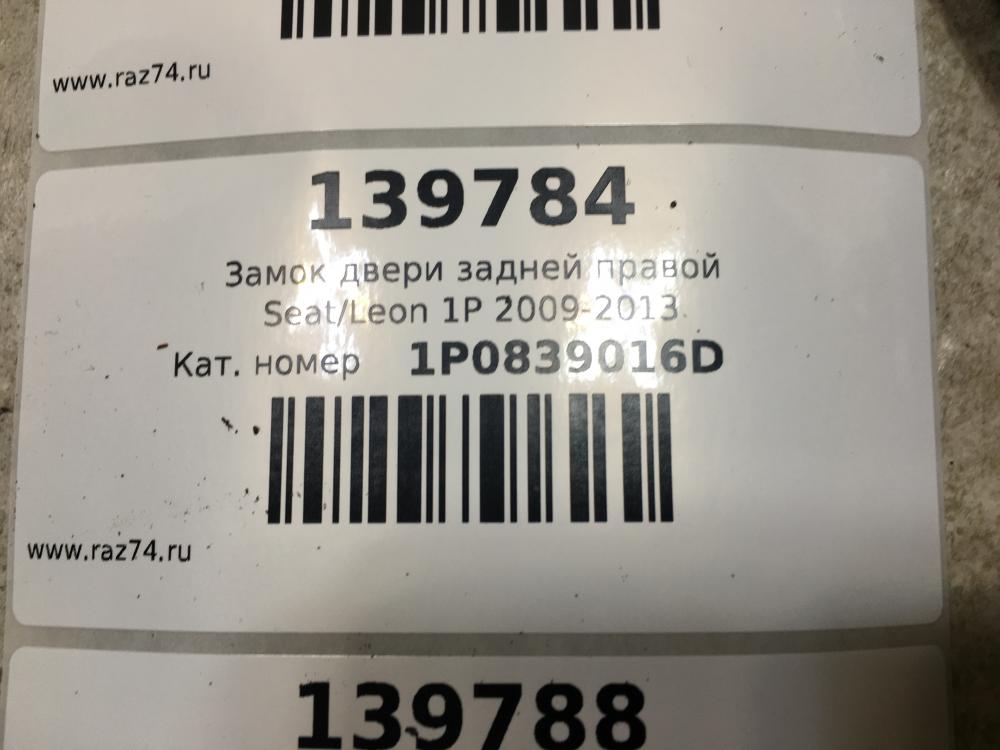 www.raz74.ru
139784
Замок двери задней правой
Seat/Leon 1P 2009-2013
Кат. номер 1P0839016D
www.raz74.ru
139788